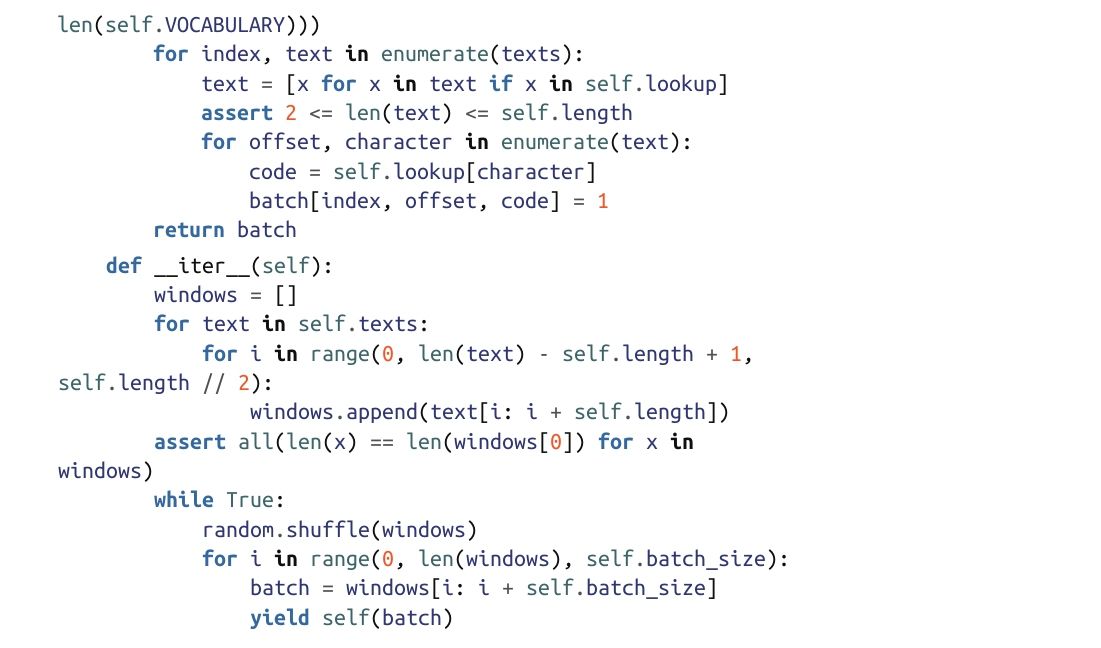 len(self.VOCABULARY)))
        for index, text in enumerate(texts):
            text = [x for x in text if x in self.lookup]
            assert 2 <= len(text) <= self.length
            for offset, character in enumerate(text):
                code = self.lookup[character]
                batch[index, offset, code] = 1
        return batch
    def __iter__(self):
        windows = []
        for text in self.texts:
            for i in range(0, len(text) - self.length + 1,
self.length // 2):
                windows.append(text[i: i + self.length])
        assert all(len(x) == len(windows[0]) for x in
windows)
        while True:
            random.shuffle(windows)
            for i in range(0, len(windows), self.batch_size):
                batch = windows[i: i + self.batch_size]
                yield self(batch)